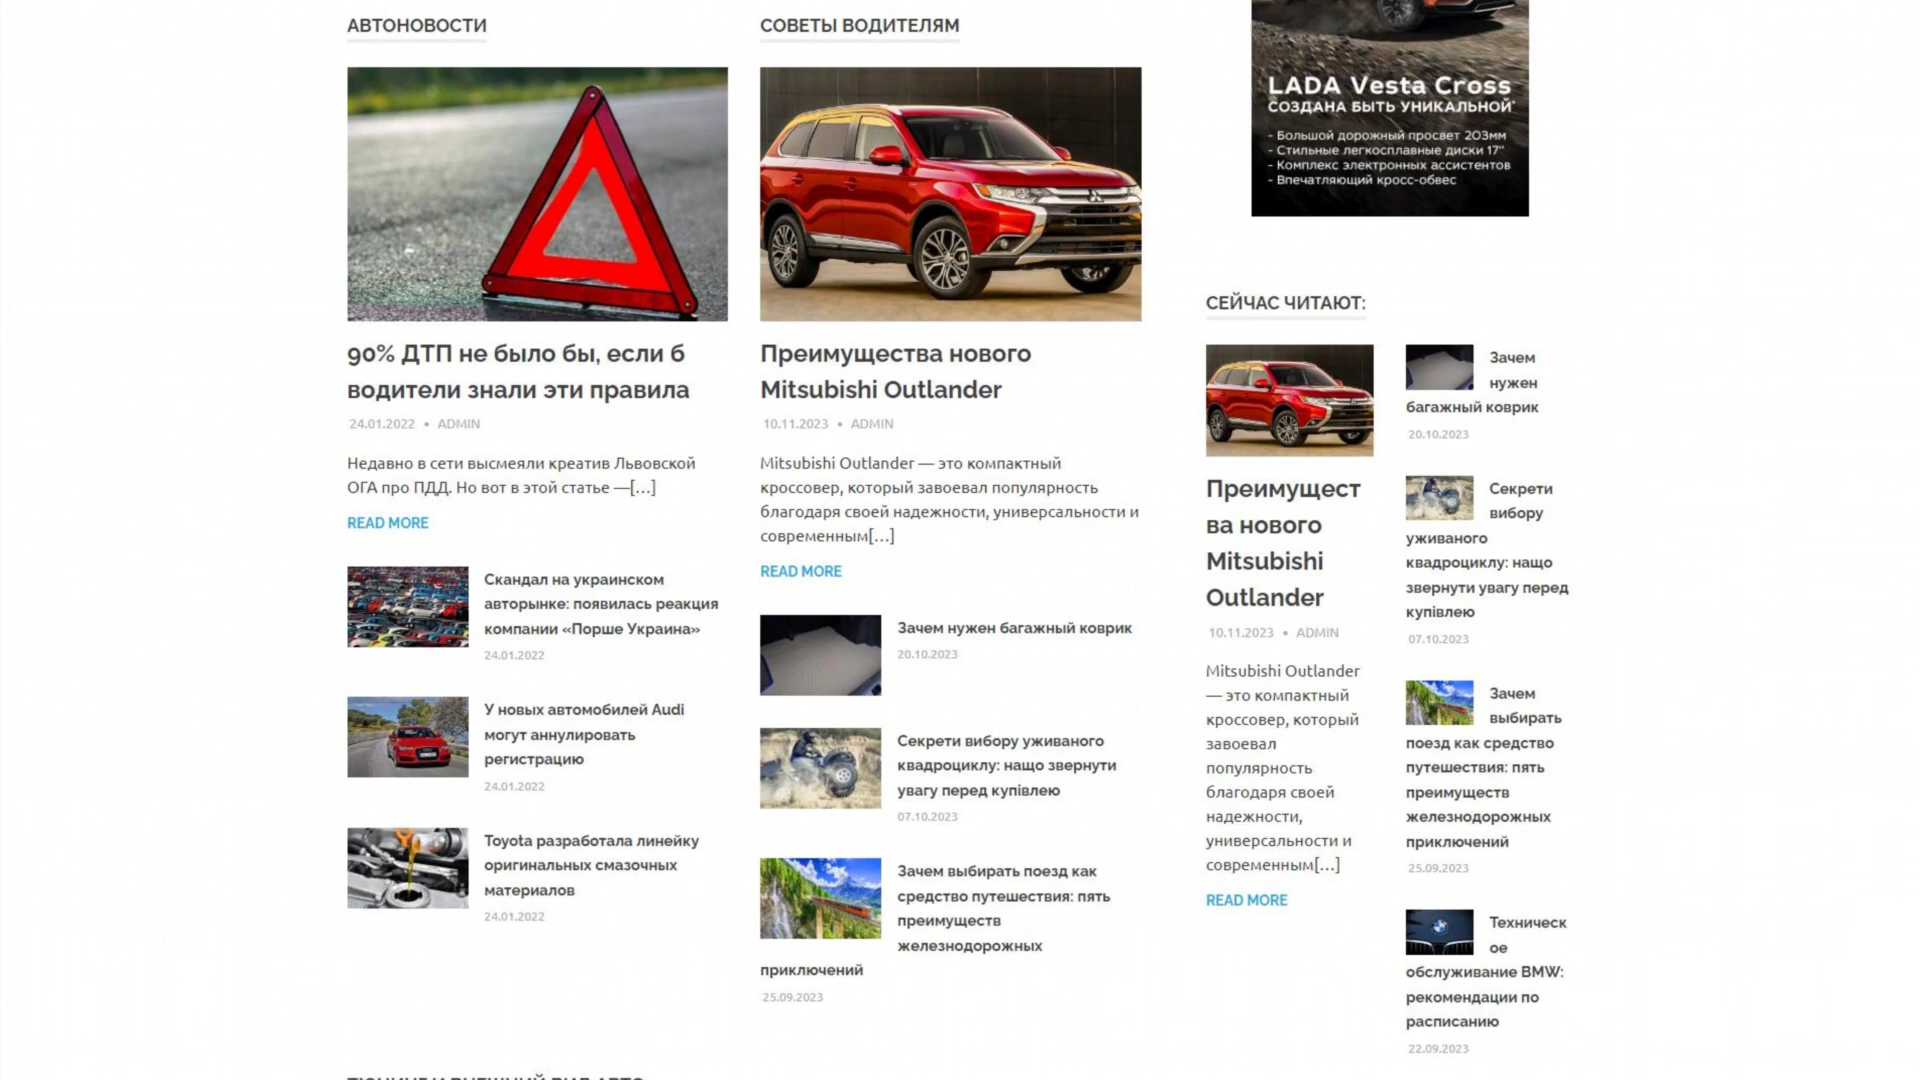 АВТОНОВОСТИ
90% ДТП не было бы, если б
водители знали эти правила
24.01.2022 • ADMIN
Недавно в сети высмеяли креатив Львовской
ОГА про ПДД. Но вот в этой статье —[…]
READ MORE
Скандал на украинском
авторынке: появилась реакция
компании «Порше Украина»
24.01.2022
У новых автомобилей Audi
могут аннулировать
регистрацию
24.01.2022
Toyota разработала линейку
оригинальных смазочных
материалов
24.01.2022
СОВЕТЫ ВОДИТЕЛЯМ
Преимущества нового
Mitsubishi Outlander
10.11.2023 • ADMIN
Mitsubishi Outlander — это компактный
кроссовер, который завоевал популярность
благодаря своей надежности, универсальности и
современным[…]
READ MORE
Зачем нужен багажный коврик
20.10.2023
Секрети вибору уживаного
квадроциклу: нащо звернути
увагу перед купівлею
07.10.2023
Зачем выбирать поезд как
средство путешествия: пять
преимуществ
железнодорожных
приключений
25.09.2023
LADA Vesta Cross
СОЗДАНА БЫТЬ УНИКАЛЬНОЙ*
- Большой дорожный просвет 203мм
- Стильные легкосплавные диски 17"
- Комплекс электронных ассистентов
- Впечатляющий кросс-обвес
СЕЙЧАС ЧИТАЮТ:
Преимущест
ва нового
Mitsubishi
Outlander
10.11.2023 • ADMIN
Mitsubishi Outlander
— это компактный
кроссовер, который
завоевал
популярность
благодаря своей
надежности,
универсальности и
современным[…]
READ MORE
Зачем
нужен
багажный коврик
20.10.2023
Секрети
вибору
уживаного
квадроциклу: нащо
звернути увагу перед
купівлею
07.10.2023
Зачем
выбирать
поезд как средство
путешествия: пять
преимуществ
железнодорожных
приключений
25.09.2023
Техническ
ое
обслуживание BMW:
рекомендации по
расписанию
22.09.2023
ТЮНИНГ И ВНЕШНИЙ ВИД АВТО